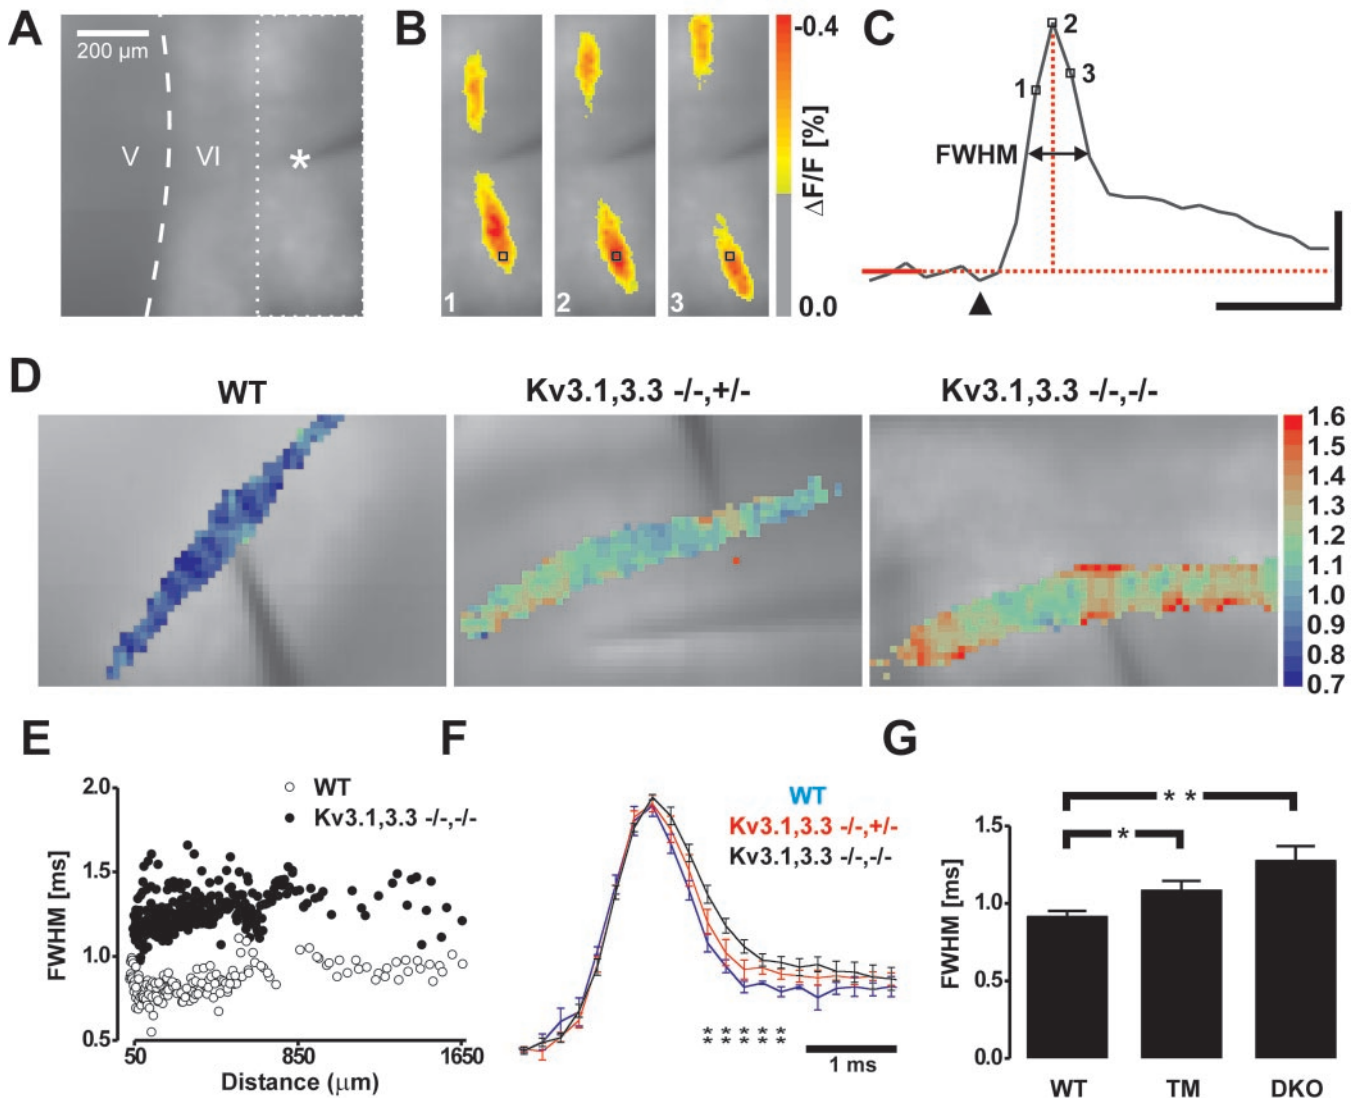 A
200 µm
V
VI
*
B
1
2
3
-0.4
ΔF/F [%]
0.0
C
1
2
3
FWHM
D
WT
Kv3.1,3.3 -/-,+/-
Kv3.1,3.3 -/-,-/-
1.6
1.5
1.4
1.3
1.2
1.1
1.0
0.9
0.8
0.7
E
FWHM [ms]
2.0
1.5
1.0
0.5
WT
Kv3.1,3.3 -/-,-/-
50
850
1650
Distance (µm)
F
WT
Kv3.1,3.3 -/-,+/-
Kv3.1,3.3 -/-,-/-
* * * * *
* * * * *
1 ms
G
FWHM [ms]
* *
*
1.5
1.0
0.5
0.0
WT
TM
DKO